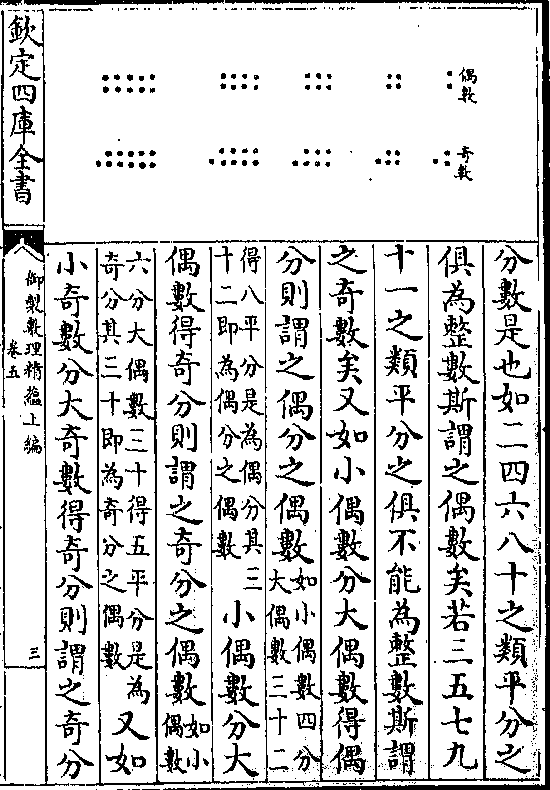 偶數
奇數
分數是也如二四六八十之類平分之
俱為整數斯謂之偶數矣若三五七九
十一之類平分之俱不能為整數斯謂
之奇數矣又如小偶數分大偶數得偶
分則謂之偶分之偶數如小偶數四分大偶數三十二
得八平分是為偶分其三十二即為偶分之偶數小偶數分大
偶數得奇分則謂之奇分之偶數如小偶數
六分大偶數三十得五平分是為奇分其三十即為奇分之偶數又如
小奇數分大奇數得奇分則謂之奇分
欽定四庫全書
御製數理精蘊上編
卷五
三